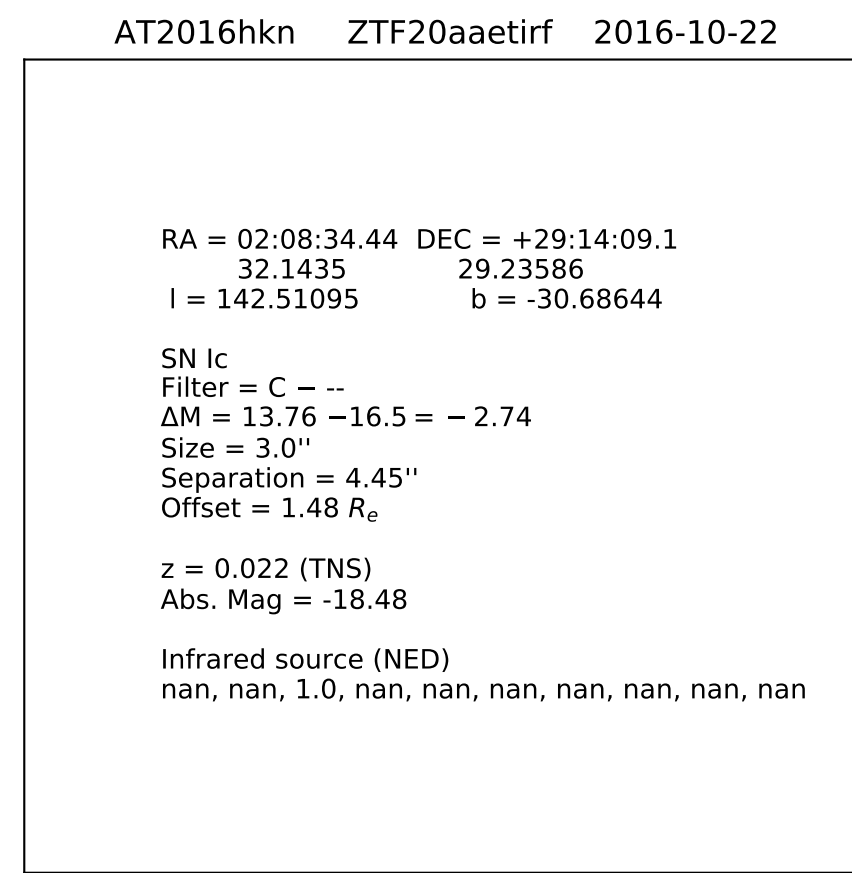 AT2016hkn ZTF20aaetirf 2016-10-22
RA = 02:08:34.44 DEC = +29:14:09.1
32.1435 29.23586
l = 142.51095 b = -30.68644
SN Ic
Filter = C − --
ΔM = 13.76 −16.5 = − 2.74
Size = 3.0''
Separation = 4.45''
Offset = 1.48 Rₑ
z = 0.022 (TNS)
Abs. Mag = -18.48
Infrared source (NED)
nan, nan, 1.0, nan, nan, nan, nan, nan, nan, nan